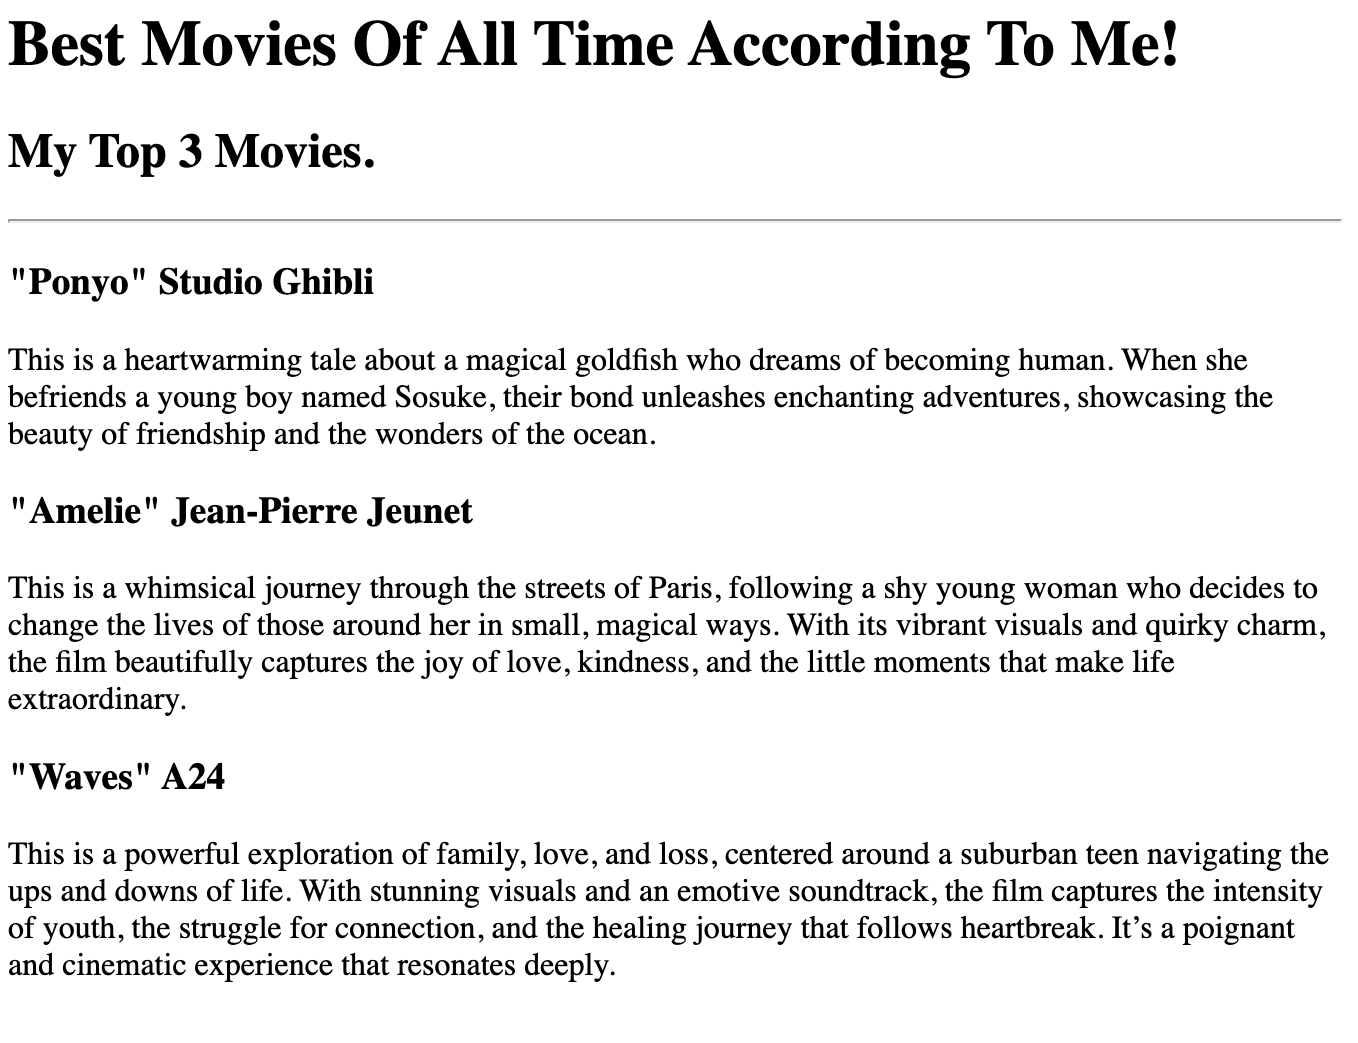 Best Movies Of All Time According To Me!
My Top 3 Movies.
"Ponyo" Studio Ghibli
This is a heartwarming tale about a magical goldfish who dreams of becoming human. When she
befriends a young boy named Sosuke, their bond unleashes enchanting adventures, showcasing the
beauty of friendship and the wonders of the ocean.
"Amelie" Jean-Pierre Jeunet
This is a whimsical journey through the streets of Paris, following a shy young woman who decides to
change the lives of those around her in small, magical ways. With its vibrant visuals and quirky charm,
the film beautifully captures the joy of love, kindness, and the little moments that make life
extraordinary.
"Waves" A24
This is a powerful exploration of family, love, and loss, centered around a suburban teen navigating the
ups and downs of life. With stunning visuals and an emotive soundtrack, the film captures the intensity
of youth, the struggle for connection, and the healing journey that follows heartbreak. It’s a poignant
and cinematic experience that resonates deeply.